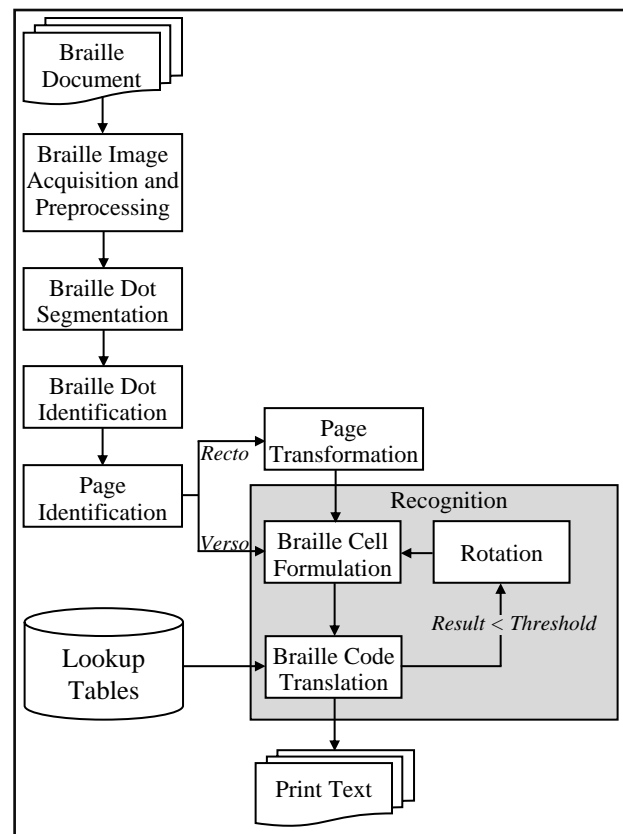 Braille
Document
Braille Image
Acquisition and
Preprocessing
Braille Dot
Segmentation
Braille Dot
Identification
Page
Identification
Recto
Verso
Page
Transformation
Recognition
Braille Cell
Formulation
Rotation
Result < Threshold
Lookup
Tables
Braille Code
Translation
Print Text